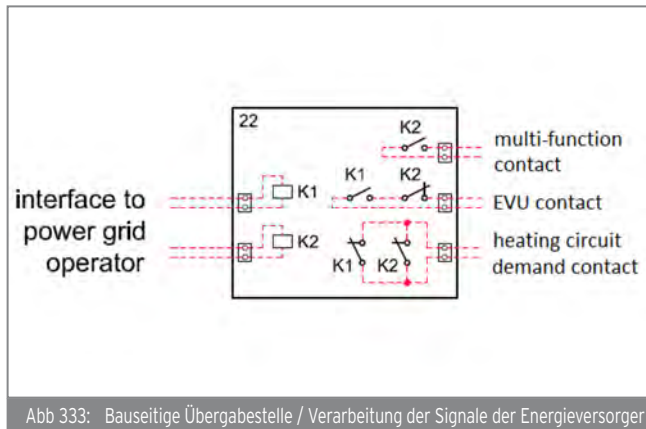 22
K2
multi-function
contact
K1
K1
K2
EVU contact
interface to
power grid
operator
K2
K1
K2
heating circuit
demand contact
Abb 333: Bauseitige Übergabestelle / Verarbeitung der Signale der Energieversorger